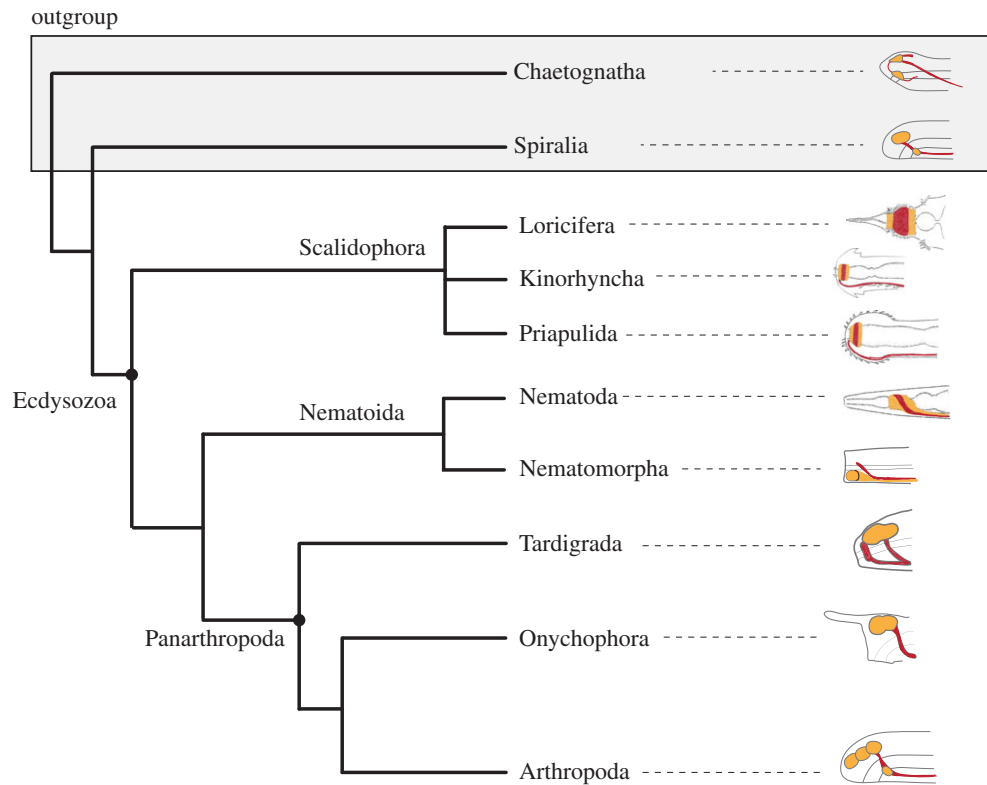 outgroup
Chaetognatha
Spiralia
Loricifera
Scalidophora
Kinorhyncha
Priapulida
Ecdysozoa
Nematoda
Nematoida
Nematomorpha
Tardigrada
Panarthropoda
Onychophora
Arthropoda